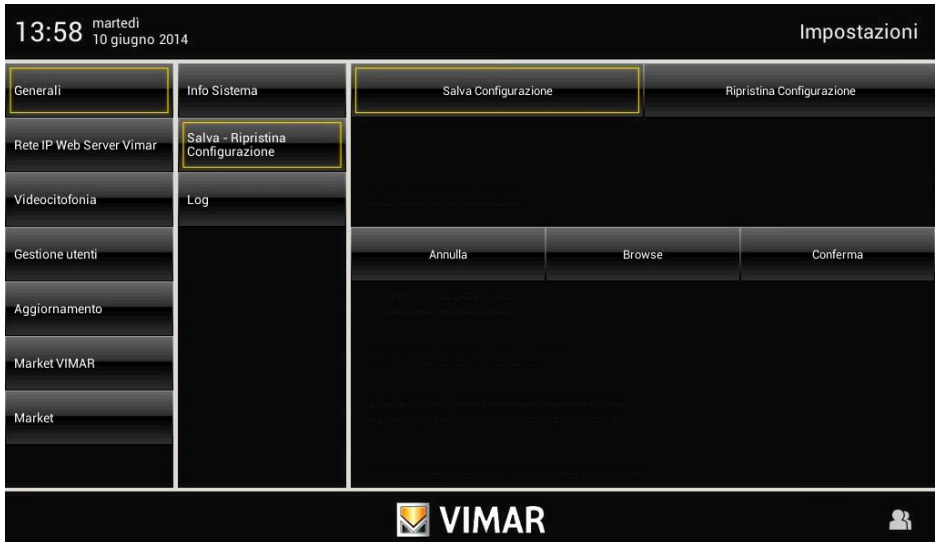 13:58
martedì
10 giugno 2014
Impostazioni
Generali
Rete IP Web Server Vimar
Videocitofonia
Gestione utenti
Aggiornamento
Market VIMAR
Market
Info Sistema
Salva - Ripristina
Configurazione
Log
Salva Configurazione
Ripristina Configurazione
Annulla
Browse
Conferma
VIMAR